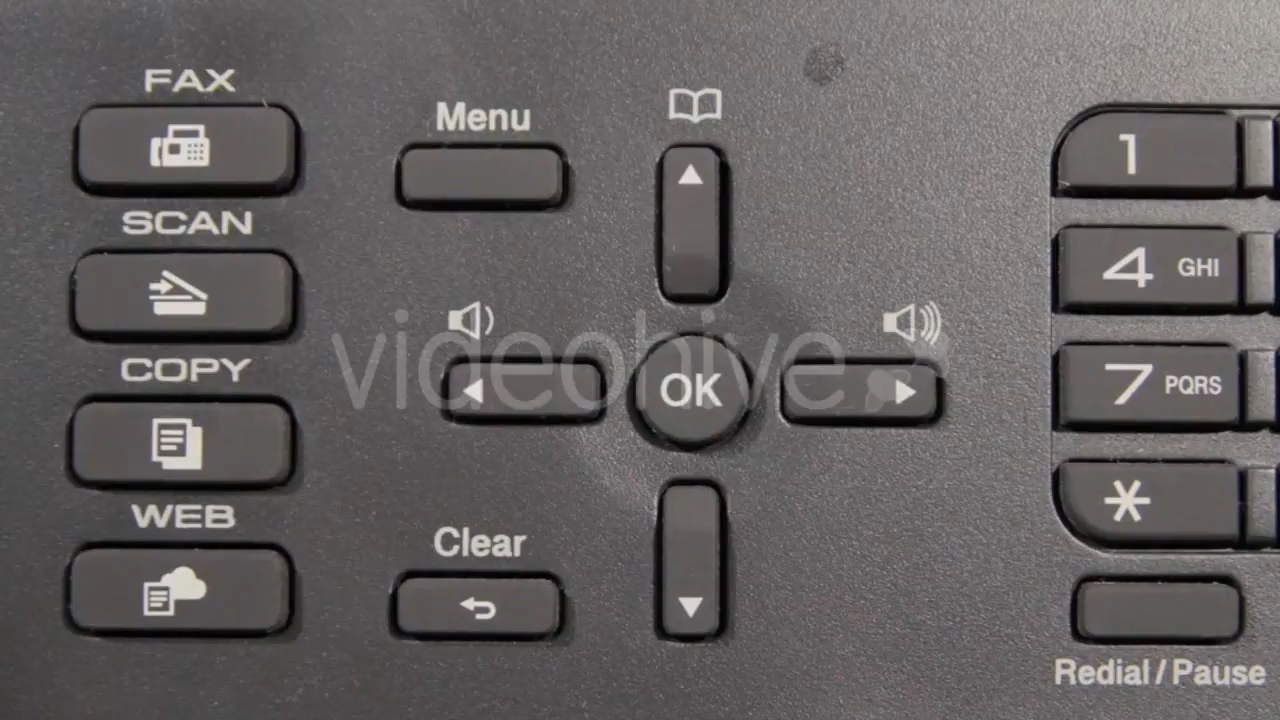 FAX
SCAN
COPY
WEB
Menu
OK
Clear
videohive
1
4 GHI
7 PQRS
*
Redial / Pause